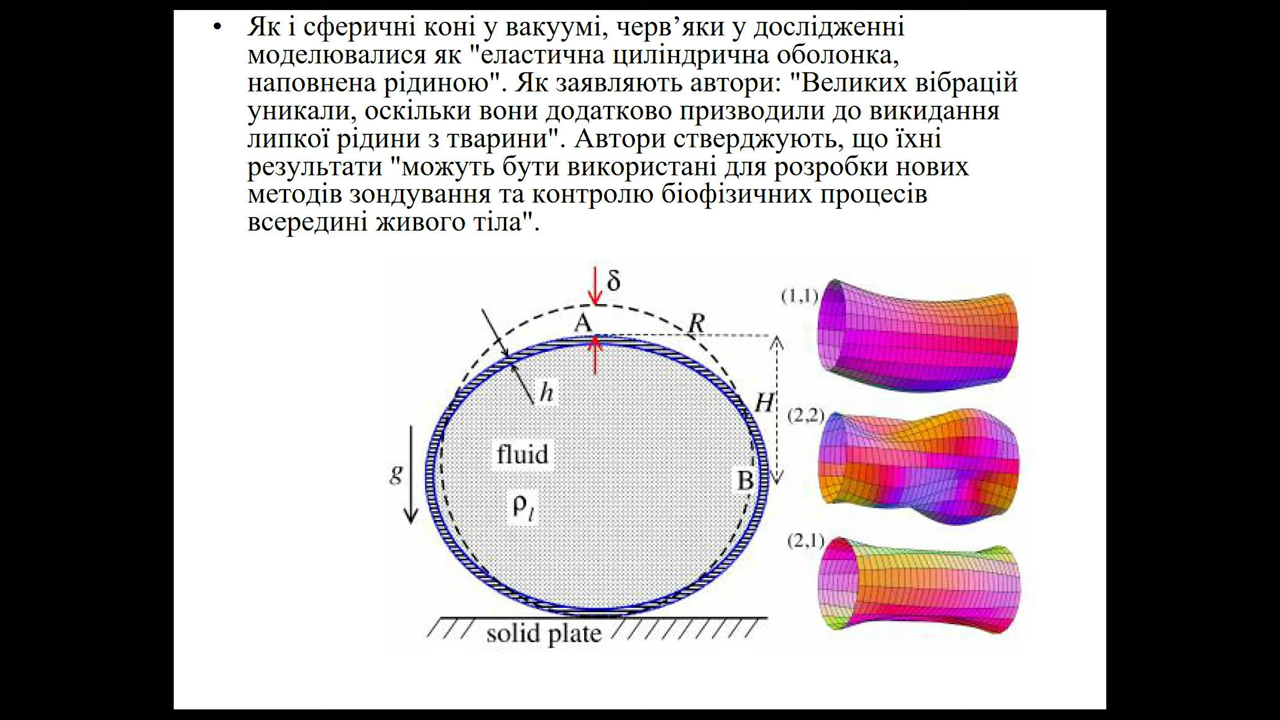 • Як і сферичні коні у вакуумі, черв’яки у дослідженні
моделювалися як "еластична циліндрична оболонка,
наповнена рідиною". Як заявляють автори: "Великих вібрацій
уникали, оскільки вони додатково призводили до викидання
липкої рідини з тварини". Автори стверджують, що їхні
результати "можуть бути використані для розробки нових
методів зондування та контролю біофізичних процесів
всередині живого тіла".
δ
A
R
(1,1)
h
H
(2,2)
g
fluid
B
ρl
(2,1)
solid plate